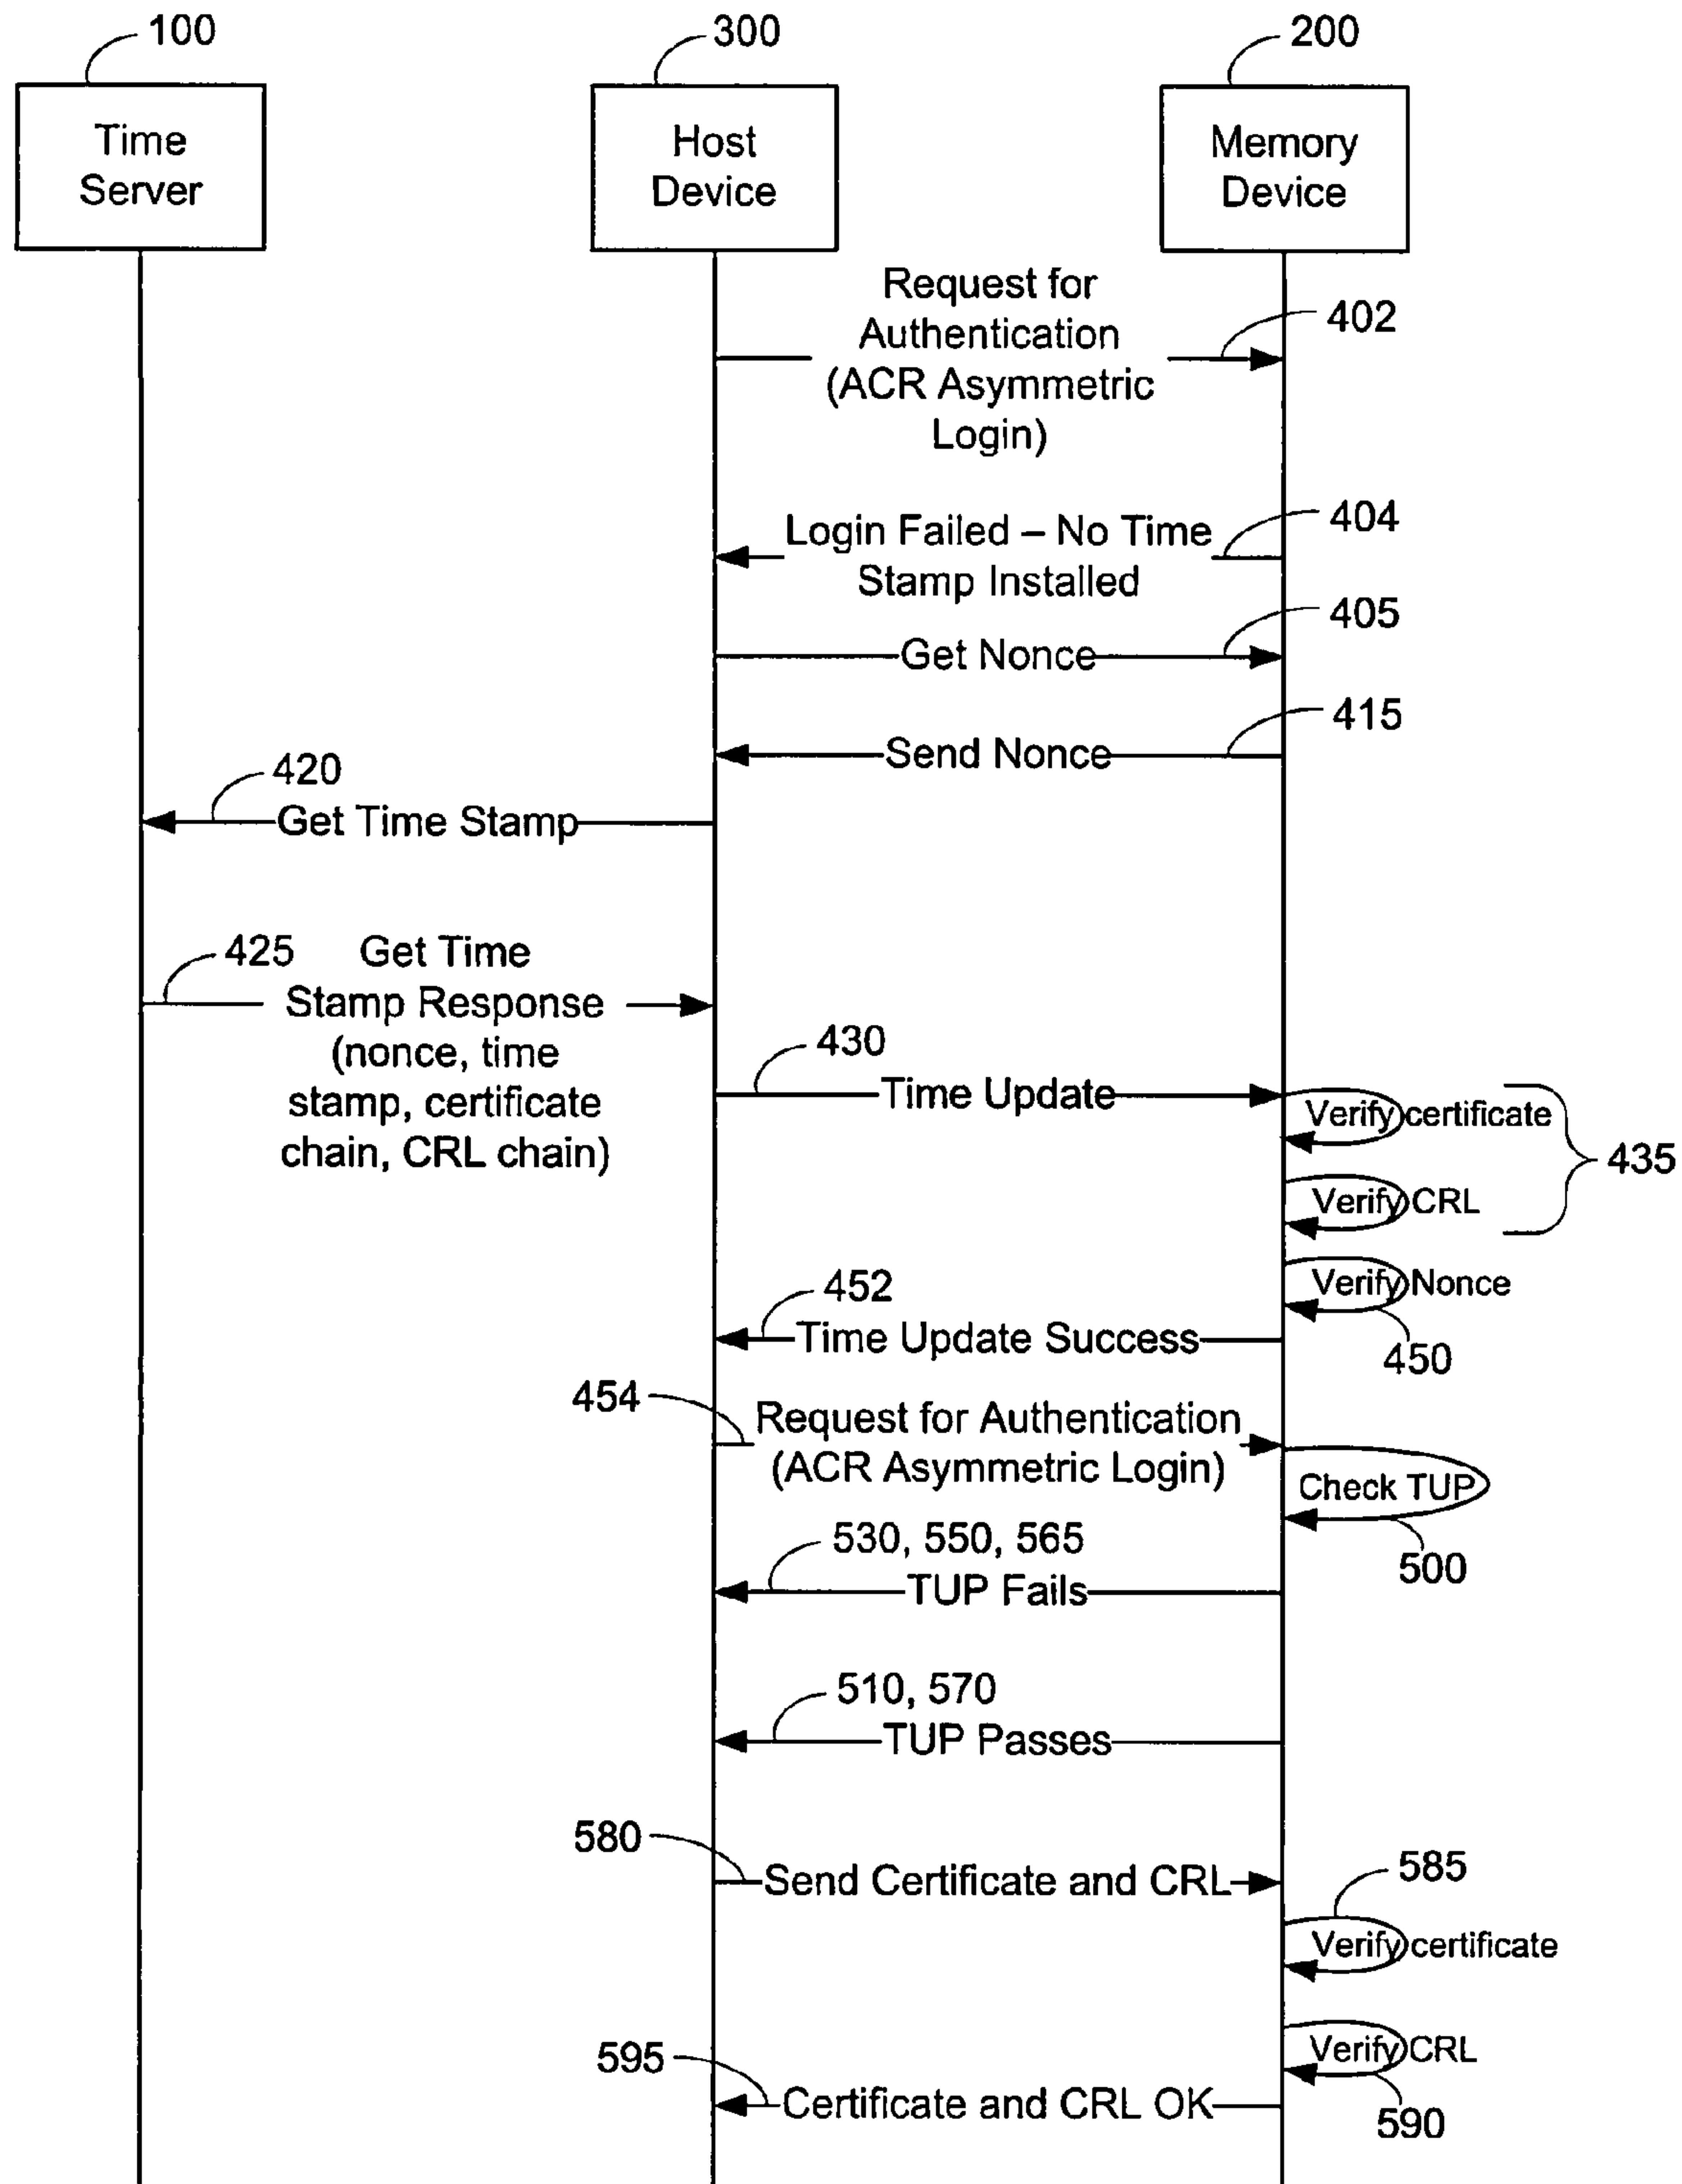 100
300
200
Time
Server
Host
Device
Memory
Device
Request for
Authentication
(ACR Asymmetric
Login)
402
Login Failed – No Time
Stamp Installed
404
405
Get Nonce
415
Send Nonce
420
Get Time Stamp
425
Get Time
Stamp Response
(nonce, time
stamp, certificate
chain, CRL chain)
430
Time Update
Verify certificate
435
Verify CRL
Verify Nonce
450
452
Time Update Success
454
Request for Authentication
(ACR Asymmetric Login)
Check TUP
500
530, 550, 565
TUP Fails
510, 570
TUP Passes
580
Send Certificate and CRL
585
Verify certificate
Verify CRL
590
595
Certificate and CRL OK